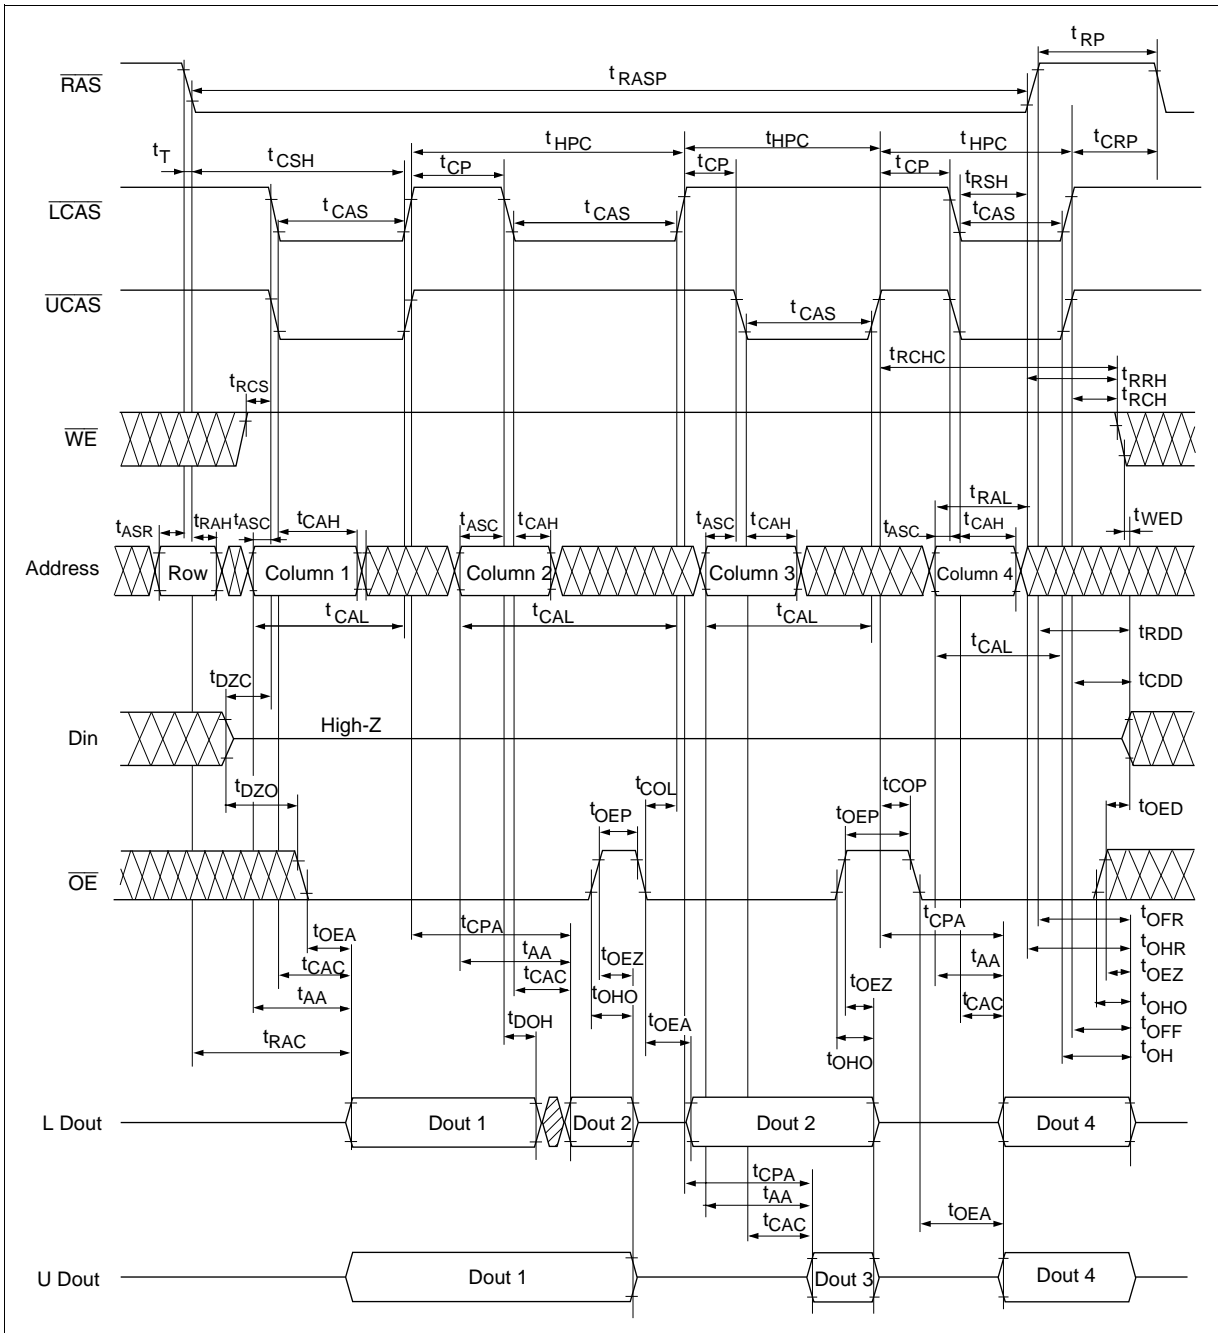 tRP
RAS
tRASP
tT
tCSH
tHPC
tHPC
tHPC
tCRP
tCP
tCP
tCP
tRSH
LCAS
tCAS
tCAS
tCAS
UCAS
tCAS
tRCHC
tRCS
tRRH
tRCH
WE
tRAL
tASR
tRAH
tASC
tCAH
tASC
tCAH
tASC
tCAH
tASC
tCAH
tWED
Address
Row
Column 1
Column 2
Column 3
Column 4
tCAL
tCAL
tCAL
tCAL
tRDD
tCDD
tDZC
Din
High-Z
tDZO
tCOL
tCOP
tOEP
tOEP
tOED
OE
tOEA
tCPA
tCPA
tOFR
tCAC
tAA
tOEZ
tAA
tOHR
tAA
tCAC
tOHO
tOEZ
tCAC
tOEZ
tRAC
tDOH
tOEA
tOHO
tOHO
tOFF
tOH
L Dout
Dout 1
Dout 2
Dout 2
Dout 4
tCPA
tAA
tCAC
tOEA
U Dout
Dout 1
Dout 3
Dout 4